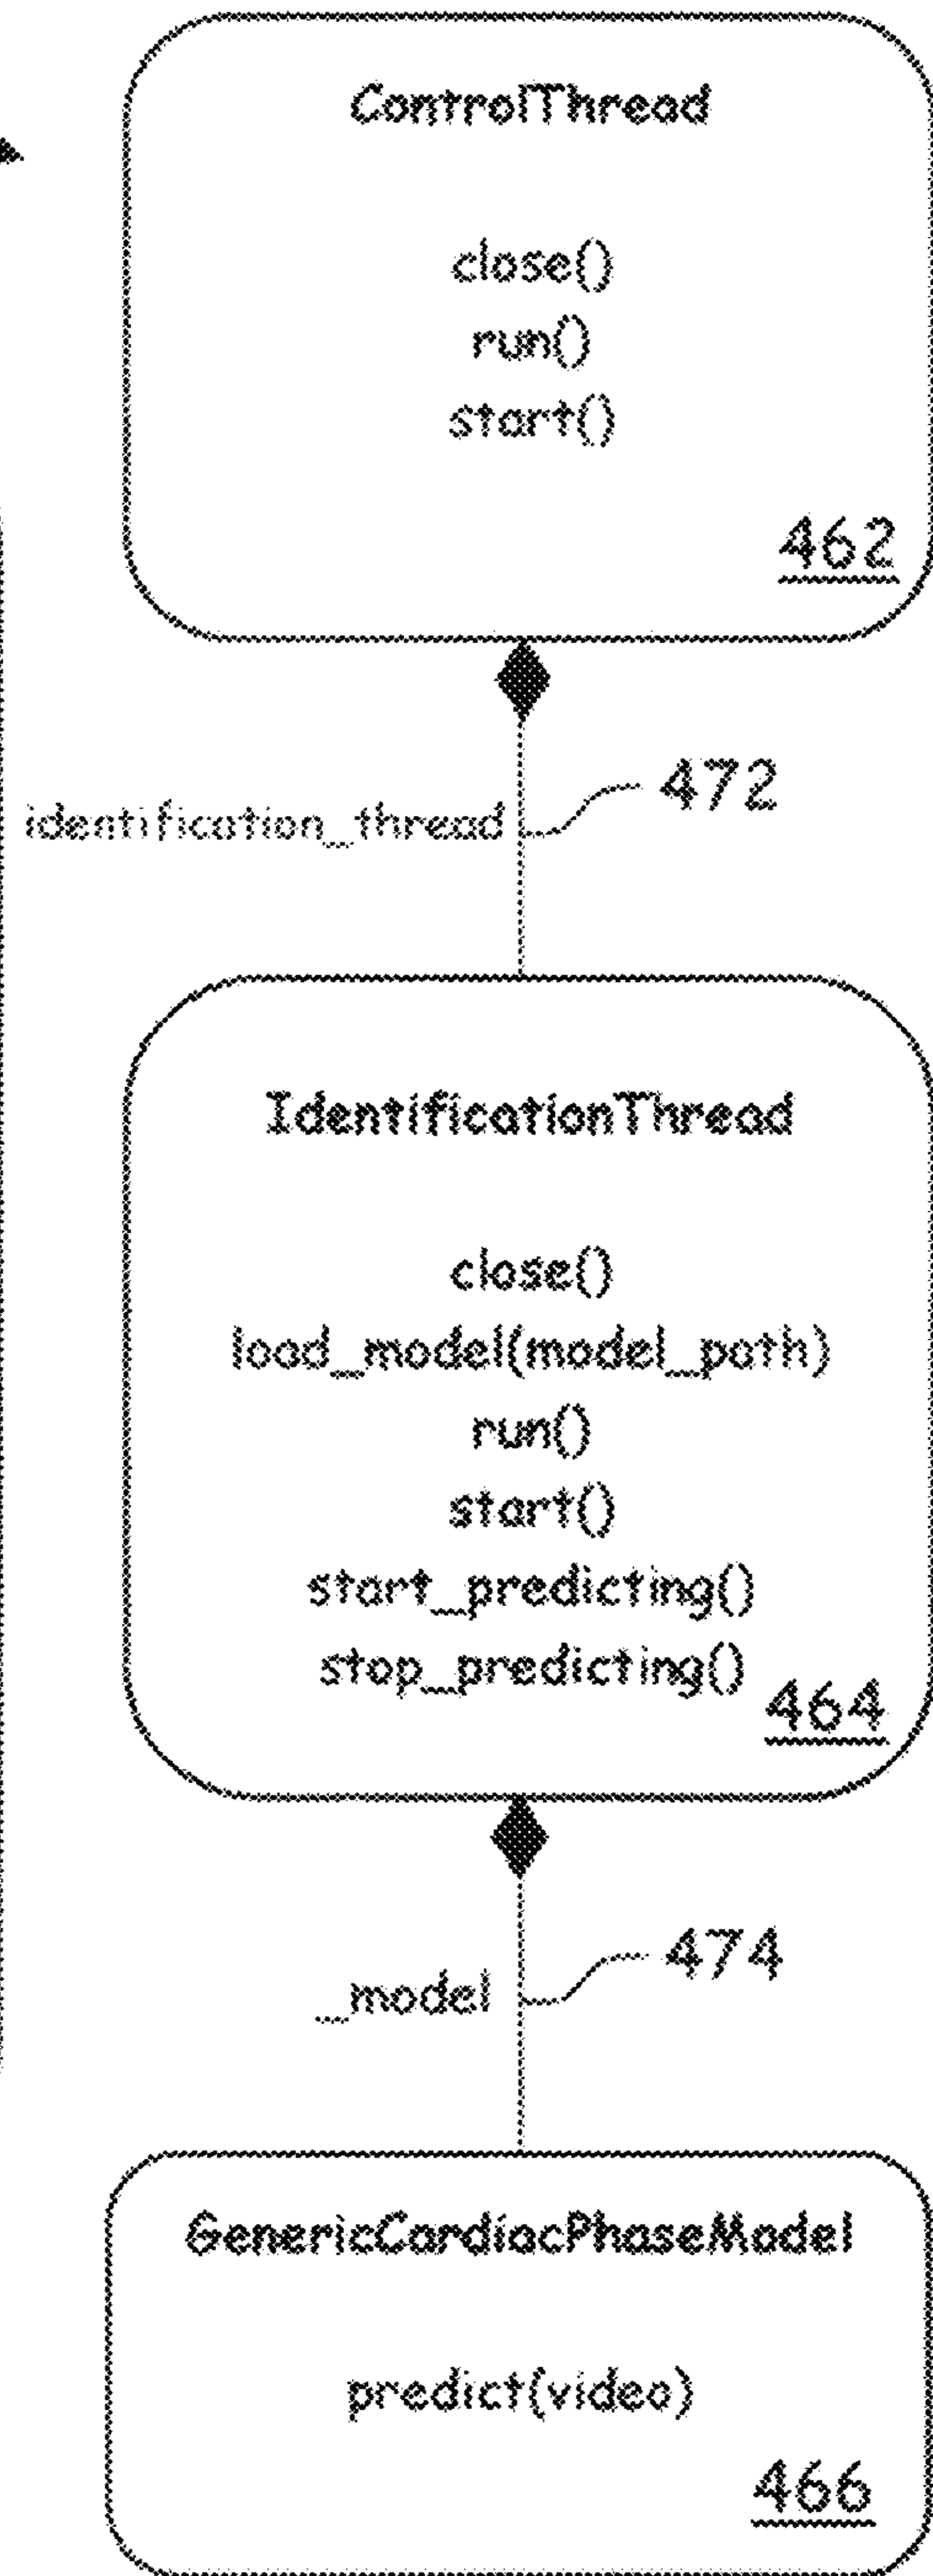 ControlThread
close()
run()
start()
462
identification_thread
472
IdentificationThread
close()
load_model(model_path)
run()
start()
start_predicting()
stop_predicting()
464
_model
474
GenericCardiacPhaseModel
predict(video)
466